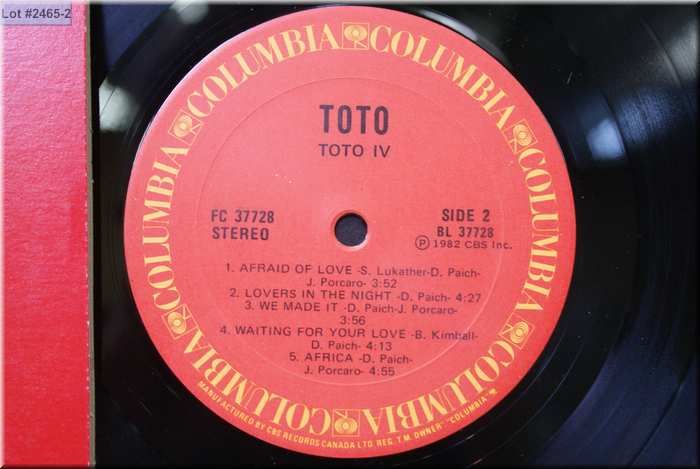 Lot #2465-2
COLUMBIA COLUMBIA COLUMBIA COLUMBIA COLUMBIA COLUMBIA
TOTO
TOTO IV
FC 37728
STEREO
SIDE 2
BL 37728
Ⓟ 1982 CBS Inc.
1. AFRAID OF LOVE -S. Lukather-D. Paich-
J. Porcaro- 3:52
2. LOVERS IN THE NIGHT -D. Paich- 4:27
3. WE MADE IT -D. Paich-J. Porcaro-
3:56
4. WAITING FOR YOUR LOVE -B. Kimball-
D. Paich- 4:13
5. AFRICA -D. Paich-
J. Porcaro- 4:55
MANUFACTURED BY CBS RECORDS CANADA LTD. REG. T.M. OWNER "COLUMBIA"